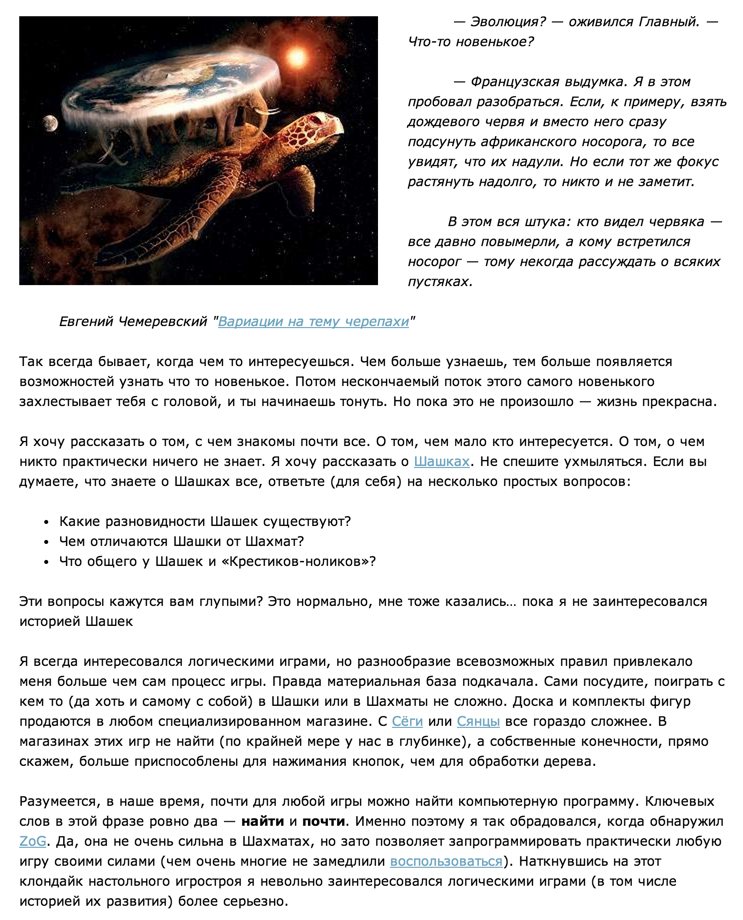 — Эволюция? — оживился Главный. —
Что-то новенькое?
— Французская выдумка. Я в этом
пробовал разобраться. Если, к примеру, взять
дождевого червя и вместо него сразу
подсунуть африканского носорога, то все
увидят, что их надули. Но если тот же фокус
растянуть надолго, то никто и не заметит.
В этом вся штука: кто видел червяка —
все давно повымерли, а кому встретился
носорог — тому некогда рассуждать о всяких
пустяках.
Евгений Чемеревский "Вариации на тему черепахи"
Так всегда бывает, когда чем то интересуешься. Чем больше узнаешь, тем больше появляется
возможностей узнать что то новенькое. Потом нескончаемый поток этого самого новенького
захлестывает тебя с головой, и ты начинаешь тонуть. Но пока это не произошло — жизнь прекрасна.
Я хочу рассказать о том, с чем знакомы почти все. О том, чем мало кто интересуется. О том, о чем
никто практически ничего не знает. Я хочу рассказать о Шашках. Не спешите ухмыляться. Если вы
думаете, что знаете о Шашках все, ответьте (для себя) на несколько простых вопросов:
• Какие разновидности Шашек существуют?
• Чем отличаются Шашки от Шахмат?
• Что общего у Шашек и «Крестиков-ноликов»?
Эти вопросы кажутся вам глупыми? Это нормально, мне тоже казались… пока я не заинтересовался
историей Шашек
Я всегда интересовался логическими играми, но разнообразие всевозможных правил привлекало
меня больше чем сам процесс игры. Правда материальная база подкачала. Сами посудите, поиграть с
кем то (да хоть и самому с собой) в Шашки или в Шахматы не сложно. Доска и комплекты фигур
продаются в любом специализированном магазине. С Сёги или Сянцы все гораздо сложнее. В
магазинах этих игр не найти (по крайней мере у нас в глубинке), а собственные конечности, прямо
скажем, больше приспособлены для нажимания кнопок, чем для обработки дерева.
Разумеется, в наше время, почти для любой игры можно найти компьютерную программу. Ключевых
слов в этой фразе ровно два — найти и почти. Именно поэтому я так обрадовался, когда обнаружил
ZoG. Да, она не очень сильна в Шахматах, но зато позволяет запрограммировать практически любую
игру своими силами (чем очень многие не замедлили воспользоваться). Наткнувшись на этот
клондайк настольного игростроя я невольно заинтересовался логическими играми (в том числе
историей их развития) более серьезно.